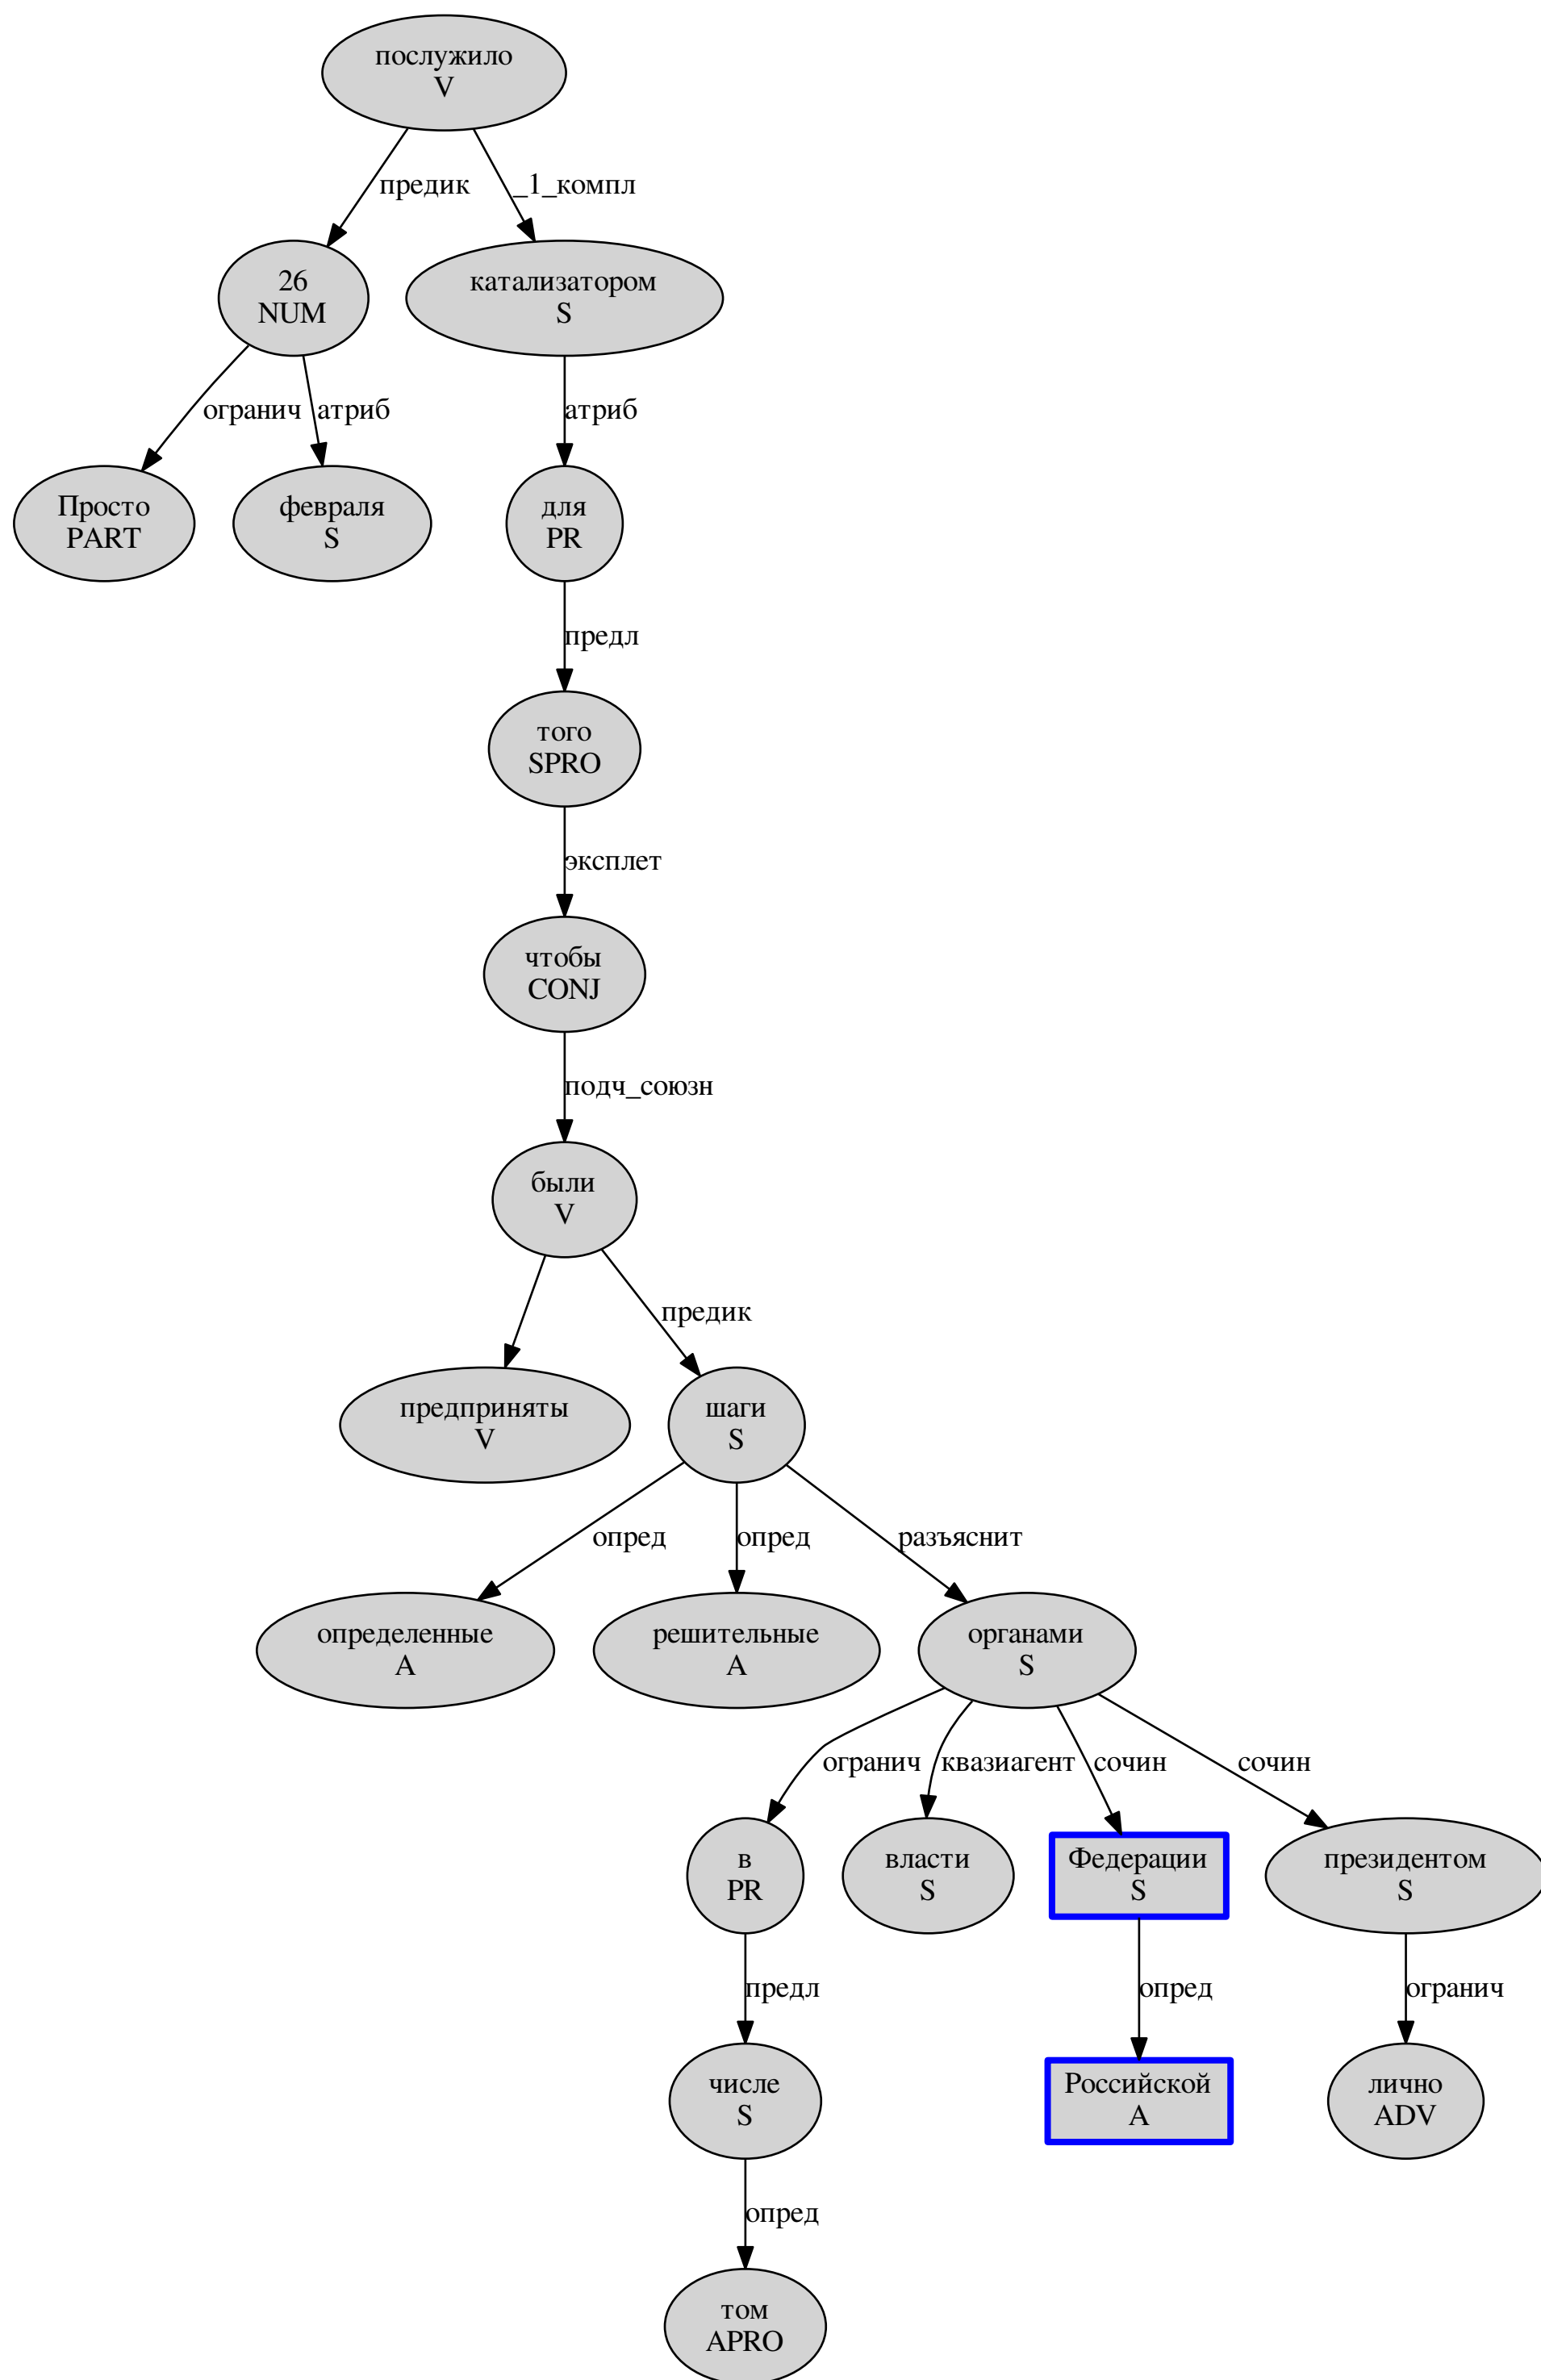 послужило
V
предик
_1_компл
26
NUM
катализатором
S
огранич
атриб
атриб
Просто
PART
февраля
S
для
PR
предл
того
SPRO
эксплет
чтобы
CONJ
подч_союзн
были
V
предик
предприняты
V
шаги
S
опред
опред
разъяснит
определенные
A
решительные
A
органами
S
огранич
квазиагент
сочин
сочин
в
PR
власти
S
Федерации
S
президентом
S
предл
опред
огранич
числе
S
Российской
A
лично
ADV
опред
том
APRO